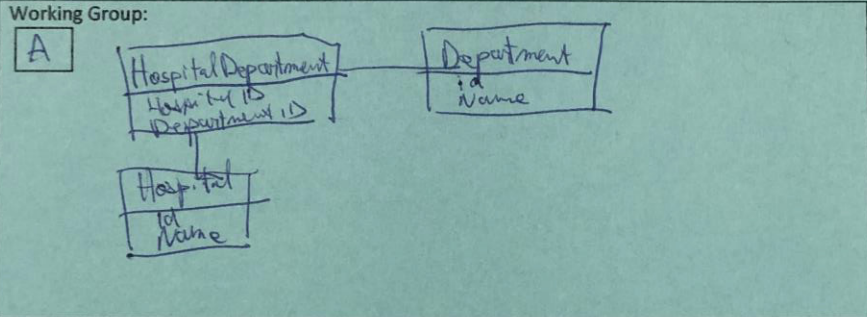 Working Group:
A
HospitalDepartment
Hospital ID
Department ID
Department
id
Name
Hospital
id
Name